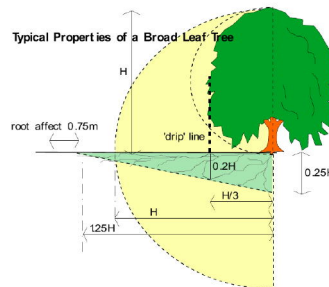 Typical Properties of a Broad Leaf Tree
H
root affect 0.75m
'drip' line
0.2H
0.25H
H/3
H
1.25H